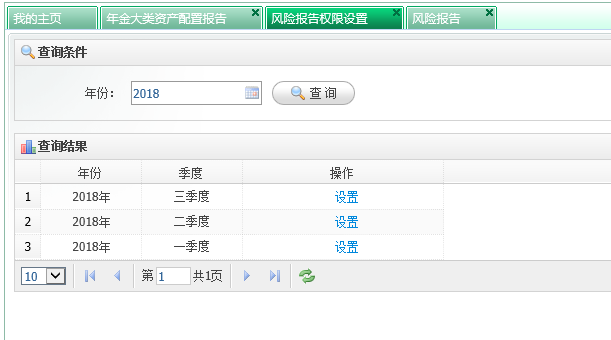 我的主页 年金大类资产配置报告 风险报告权限设置 风险报告
查询条件
年份： 2018 查 询
查询结果
年份 季度 操作
1 2018年 三季度 设置
2 2018年 二季度 设置
3 2018年 一季度 设置
10 第 1 共1页